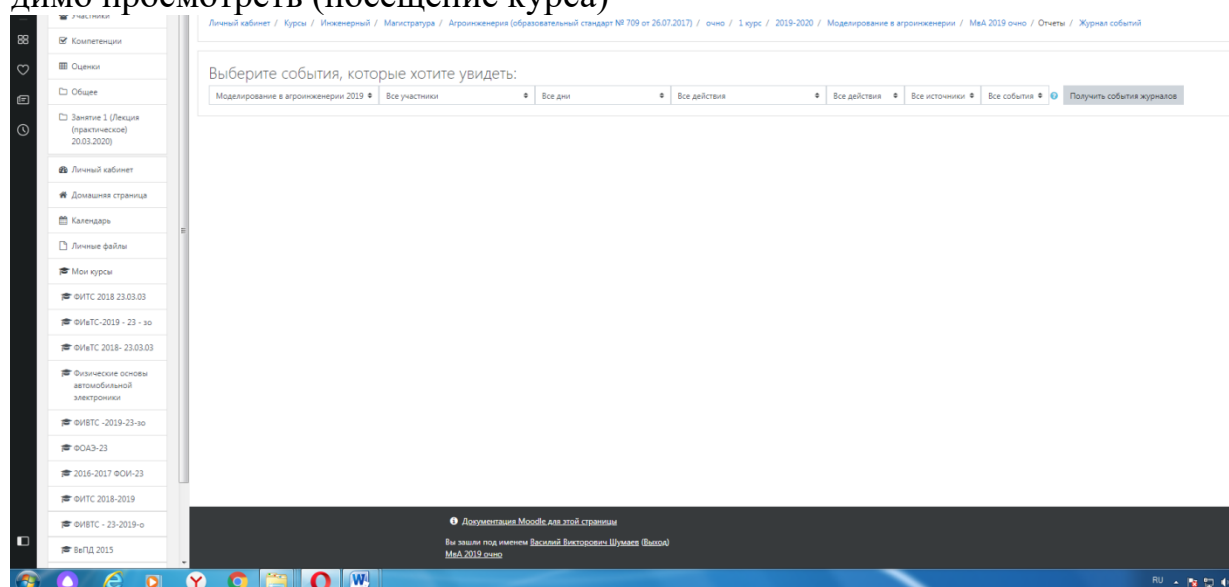 димо просмотреть (посещение курса)
Участники
Компетенции
Оценки
Общее
Занятие 1 (Лекция
(практическое)
20.03.2020)
Личный кабинет
Домашняя страница
Календарь
Личные файлы
Мои курсы
ФИТС 2018 23.03.03
ФИвТС-2019 - 23 - зо
ФИвТС 2018- 23.03.03
Физические основы
автомобильной
электроники
ФИВТС -2019-23-зо
ФОАЭ-23
2016-2017 ФОИ-23
ФИТС 2018-2019
ФИВТС - 23-2019-о
ВвПД 2015
Личный кабинет / Курсы / Инженерный / Магистратура / Агроинженерия (образовательный стандарт № 709 от 26.07.2017) / очно / 1 курс / 2019-2020 / Моделирование в агроинженерии / МвА 2019 очно / Отчеты / Журнал событий
Выберите события, которые хотите увидеть:
Моделирование в агроинженерии 2019 Все участники Все дни Все действия Все действия Все источники Все события Получить события журналов
Документация Moodle для этой страницы
Вы зашли под именем Василий Викторович Шумаев (Выход)
МвА 2019 очно
RU